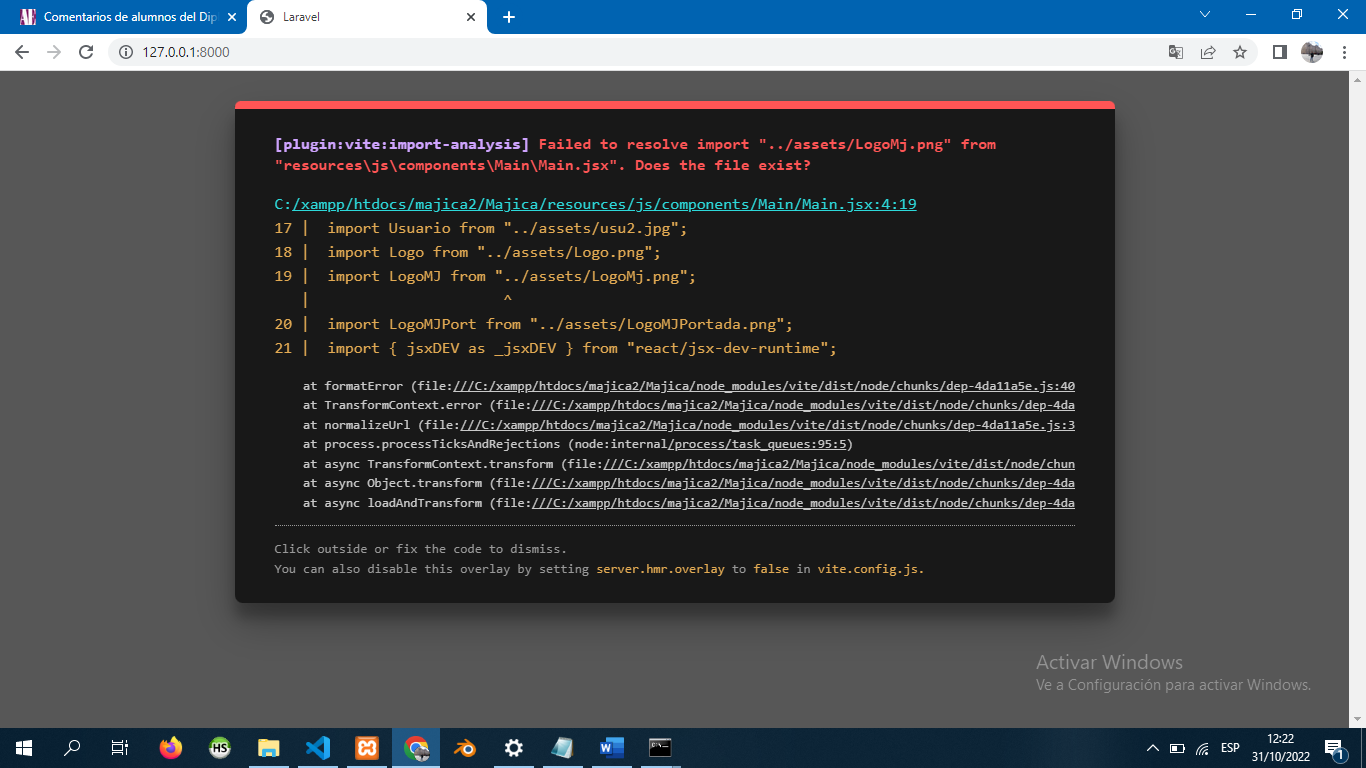 Comentarios de alumnos del Dip
Laravel
127.0.0.1:8000
[plugin:vite:import-analysis] Failed to resolve import "../assets/LogoMj.png" from
"resources\js\components\Main\Main.jsx". Does the file exist?
C:/xampp/htdocs/majica2/Majica/resources/js/components/Main/Main.jsx:4:19
17 |  import Usuario from "../assets/usu2.jpg";
18 |  import Logo from "../assets/Logo.png";
19 |  import LogoMJ from "../assets/LogoMj.png";
   |                      ^
20 |  import LogoMJPort from "../assets/LogoMJPortada.png";
21 |  import { jsxDEV as _jsxDEV } from "react/jsx-dev-runtime";
at formatError (file:///C:/xampp/htdocs/majica2/Majica/node_modules/vite/dist/node/chunks/dep-4da11a5e.js:40
at TransformContext.error (file:///C:/xampp/htdocs/majica2/Majica/node_modules/vite/dist/node/chunks/dep-4da
at normalizeUrl (file:///C:/xampp/htdocs/majica2/Majica/node_modules/vite/dist/node/chunks/dep-4da11a5e.js:3
at process.processTicksAndRejections (node:internal/process/task_queues:95:5)
at async TransformContext.transform (file:///C:/xampp/htdocs/majica2/Majica/node_modules/vite/dist/node/chun
at async Object.transform (file:///C:/xampp/htdocs/majica2/Majica/node_modules/vite/dist/node/chunks/dep-4da
at async loadAndTransform (file:///C:/xampp/htdocs/majica2/Majica/node_modules/vite/dist/node/chunks/dep-4da
Click outside or fix the code to dismiss.
You can also disable this overlay by setting server.hmr.overlay to false in vite.config.js.
Activar Windows
Ve a Configuración para activar Windows.
HS
ESP
12:22
31/10/2022
1